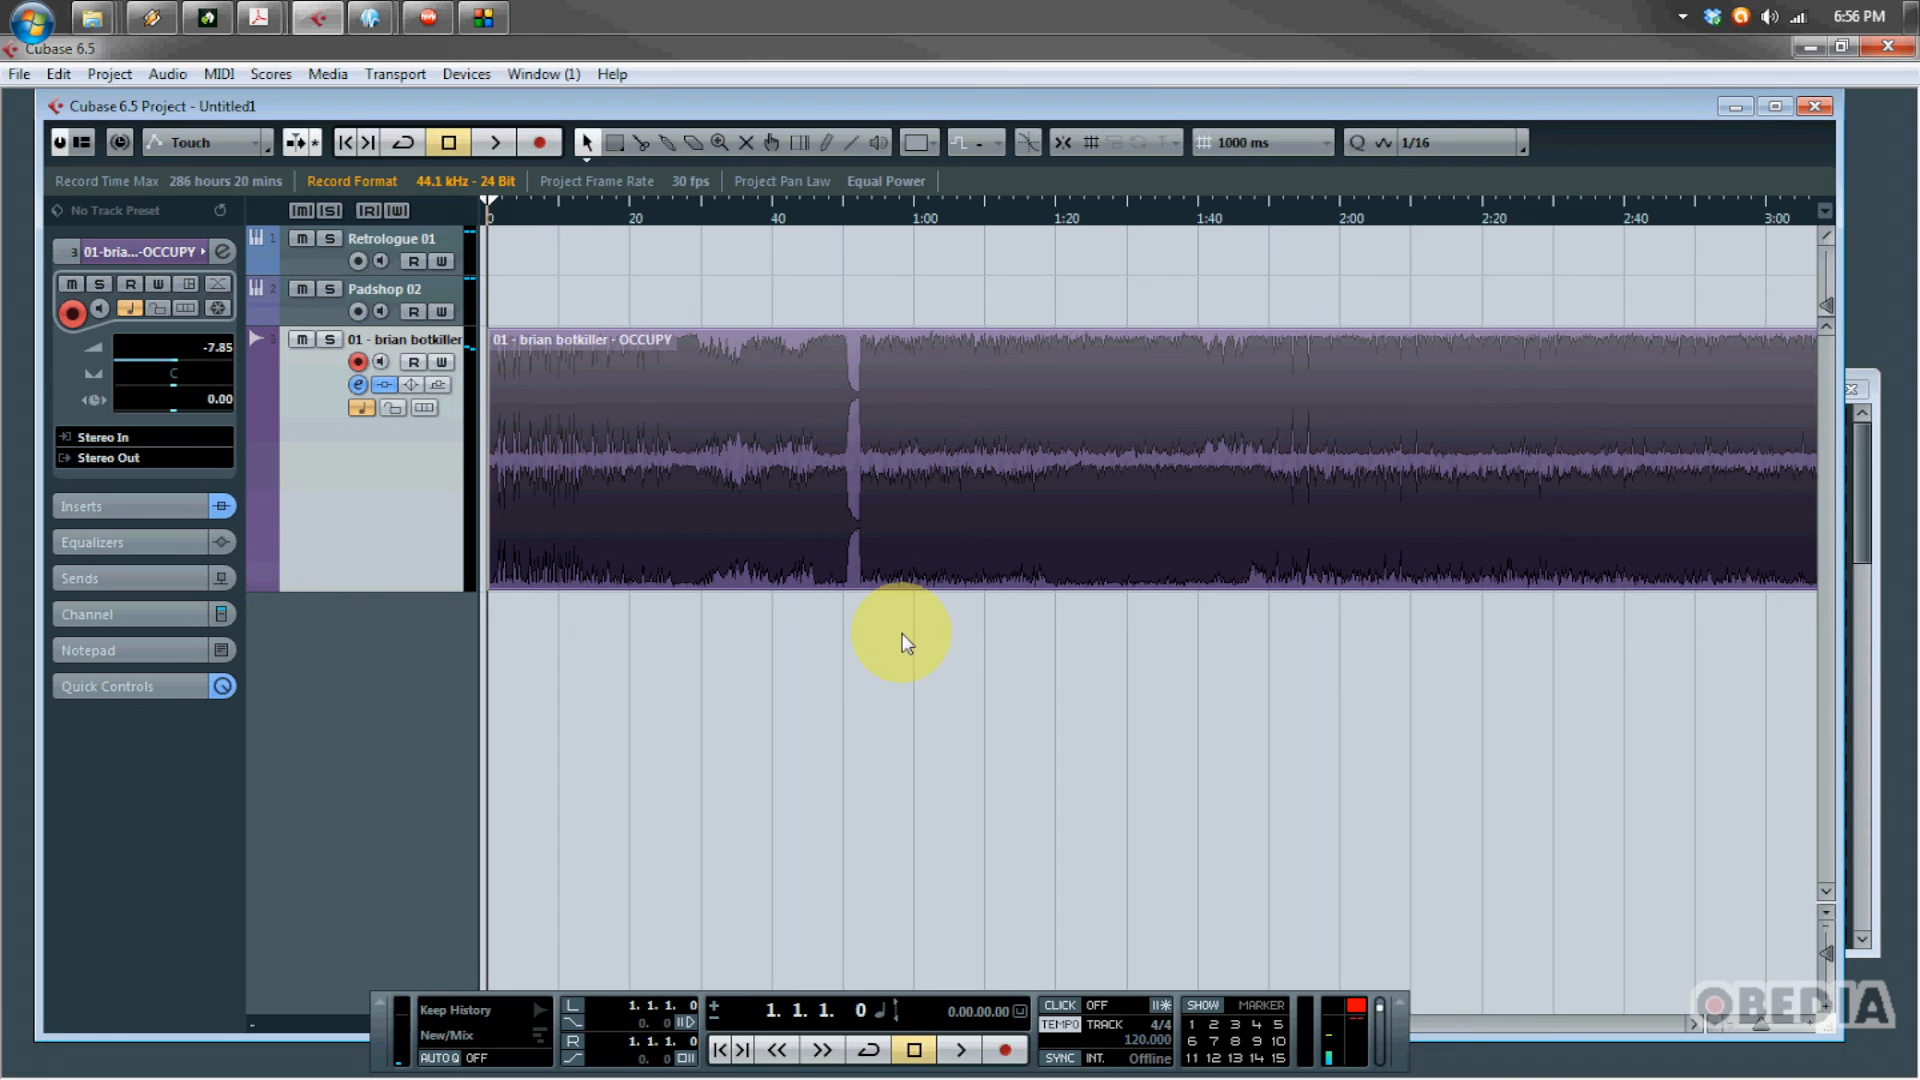 6:56 PM
Cubase 6.5
File Edit Project Audio MIDI Scores Media Transport Devices Window (1) Help
Cubase 6.5 Project - Untitled1
Touch 1000 ms Q 1/16
Record Time Max 286 hours 20 mins Record Format 44.1 kHz - 24 Bit Project Frame Rate 30 fps Project Pan Law Equal Power
No Track Preset [M] [S] [R] [W]
0 20 40 1:00 1:20 1:40 2:00 2:20 2:40 3:00
1 m S Retrologue 01
R W
3 01-bria...-OCCUPY
m S R W
2 m S Padshop 02
R W
3 m S 01 - brian botkiller
01 - brian botkiller - OCCUPY
R W
e
-7.85
C
0.00
Stereo In
Stereo Out
Inserts
Equalizers
Sends
Channel
Notepad
Quick Controls
Keep History
New/Mix
AUTO Q OFF
L 1. 1. 1. 0
0. 0
R 1. 1. 1. 0
0. 0
1. 1. 1. 0 0.00.00.00
CLICK OFF
TEMPO TRACK 4/4
120.000
SYNC INT. Offline
SHOW MARKER
1 2 3 4 5
6 7 8 9 10
11 12 13 14 15
OBEDIA